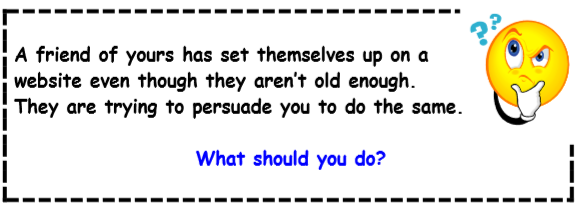 A friend of yours has set themselves up on a
website even though they aren't old enough.
They are trying to persuade you to do the same.
What should you do?